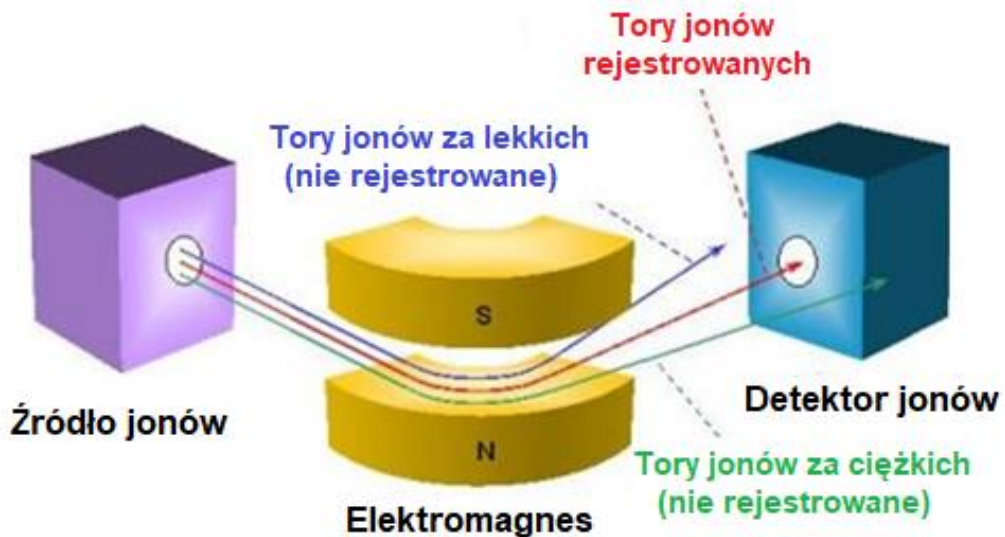 Tory jonów
rejestrowanych
Tory jonów za lekkich
(nie rejestrowane)
S
N
Źródło jonów
Detektor jonów
Tory jonów za ciężkich
(nie rejestrowane)
Elektromagnes